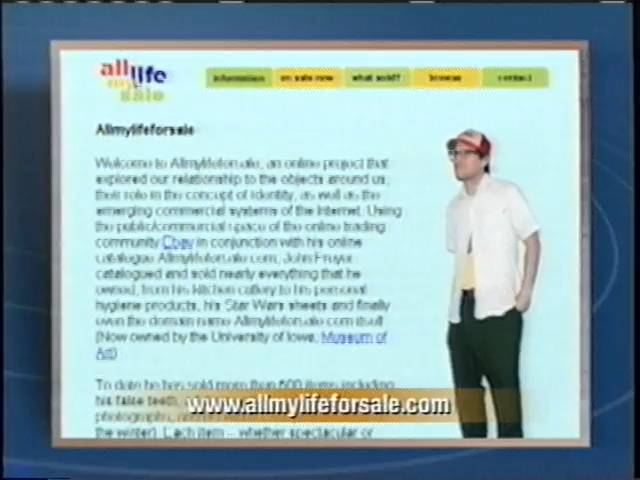 all
my life
for sale
information on sale now what sold? browse contact
Allmylifeforsale
Welcome to Allmylifeforsale, an online project that
explored our relationship to the objects around us,
their role in the concept of identity, as well as the
emerging commercial systems of the Internet. Using
the public/commercial space of the online trading
community Ebay in conjunction with his online
catalogue Allmylifeforsale.com, John Freyer
catalogued and sold nearly everything that he
owned, from his kitchen cutlery to his personal
hygiene products, his Star Wars sheets and finally
even the domain name Allmylifeforsale.com itself
(Now owned by the University of Iowa, Museum of
Art)
To date he has sold more than 600 items including
his false teeth,
www.allmylifeforsale.com
photographs,
the winter). Each item – whether spectacular or